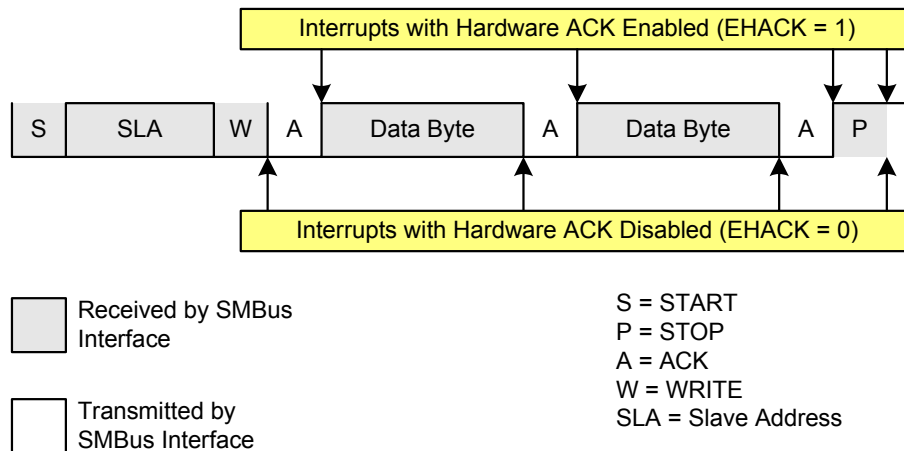 Interrupts with Hardware ACK Enabled (EHACK = 1)
S SLA W A Data Byte A Data Byte A P
Interrupts with Hardware ACK Disabled (EHACK = 0)
Received by SMBus
Interface
Transmitted by
SMBus Interface
S = START
P = STOP
A = ACK
W = WRITE
SLA = Slave Address